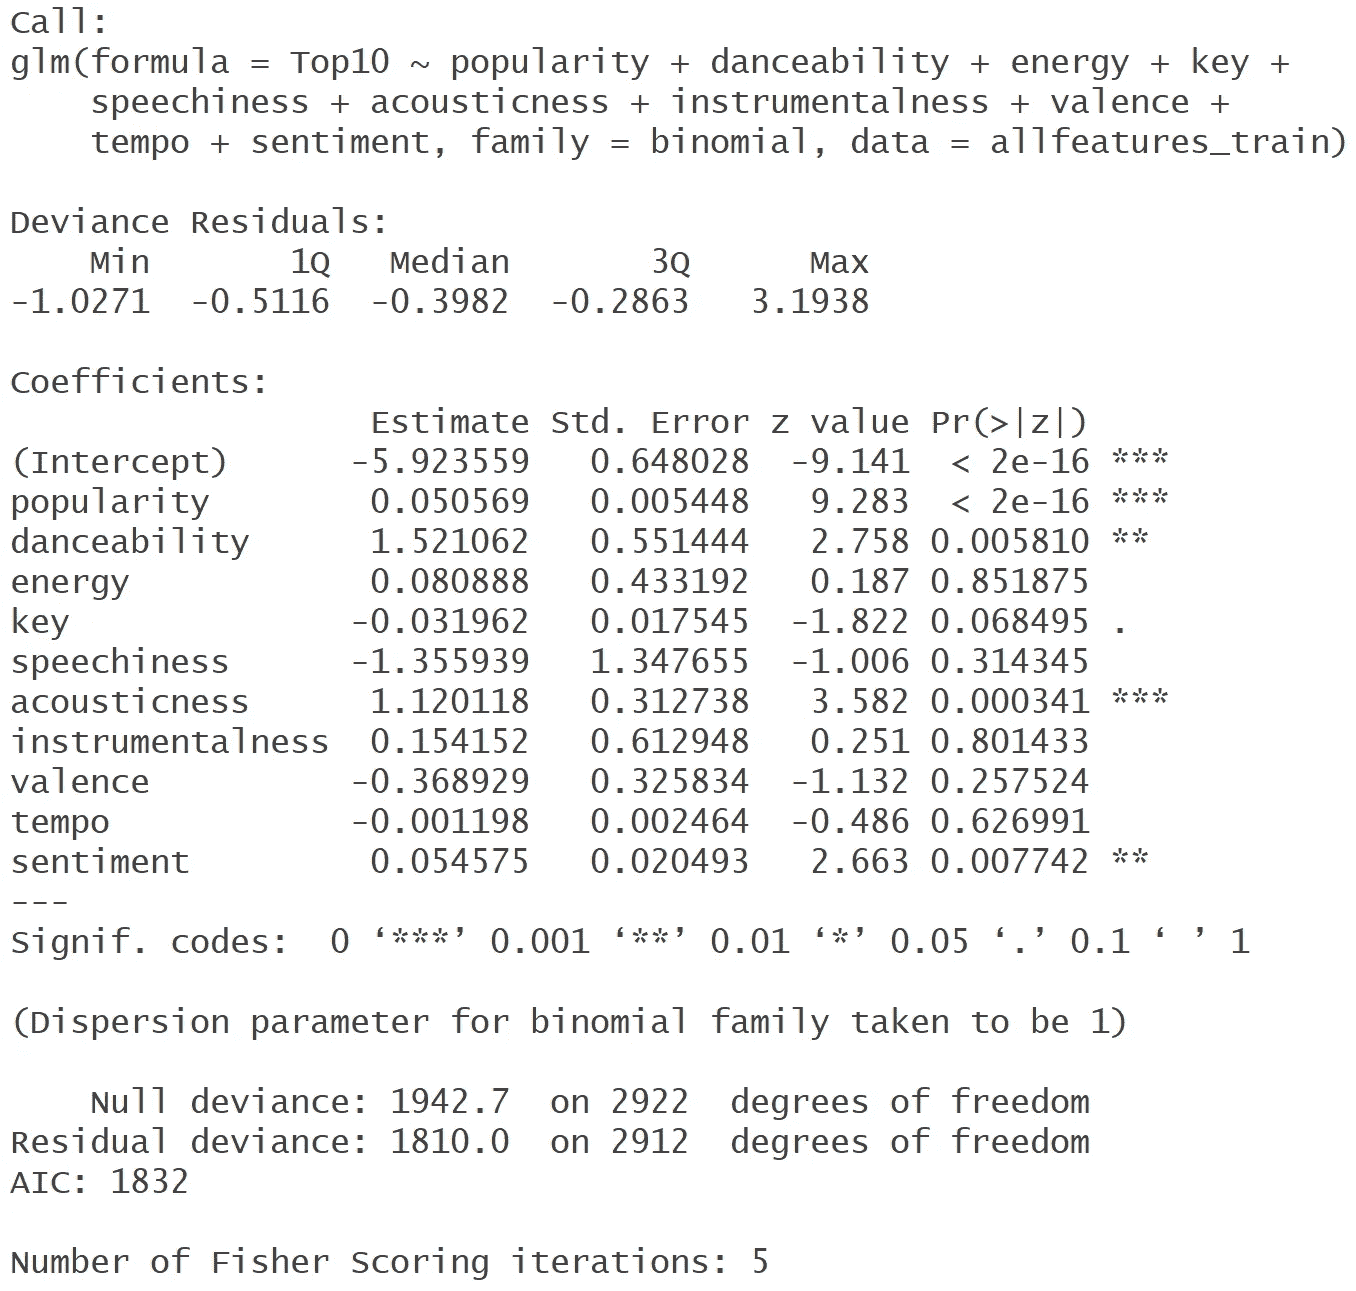 Call:
glm(formula = Top10 ~ popularity + danceability + energy + key +
    speechiness + acousticness + instrumentalness + valence +
    tempo + sentiment, family = binomial, data = allfeatures_train)

Deviance Residuals:
    Min       1Q   Median       3Q      Max
-1.0271  -0.5116  -0.3982  -0.2863   3.1938

Coefficients:
                  Estimate Std. Error z value Pr(>|z|)
(Intercept)      -5.923559   0.648028  -9.141  < 2e-16 ***
popularity        0.050569   0.005448   9.283  < 2e-16 ***
danceability      1.521062   0.551444   2.758 0.005810 **
energy            0.080888   0.433192   0.187 0.851875
key              -0.031962   0.017545  -1.822 0.068495 .
speechiness      -1.355939   1.347655  -1.006 0.314345
acousticness      1.120118   0.312738   3.582 0.000341 ***
instrumentalness  0.154152   0.612948   0.251 0.801433
valence          -0.368929   0.325834  -1.132 0.257524
tempo            -0.001198   0.002464  -0.486 0.626991
sentiment         0.054575   0.020493   2.663 0.007742 **
---
Signif. codes:  0 ‘***’ 0.001 ‘**’ 0.01 ‘*’ 0.05 ‘.’ 0.1 ‘ ’ 1

(Dispersion parameter for binomial family taken to be 1)

    Null deviance: 1942.7  on 2922  degrees of freedom
Residual deviance: 1810.0  on 2912  degrees of freedom
AIC: 1832

Number of Fisher Scoring iterations: 5